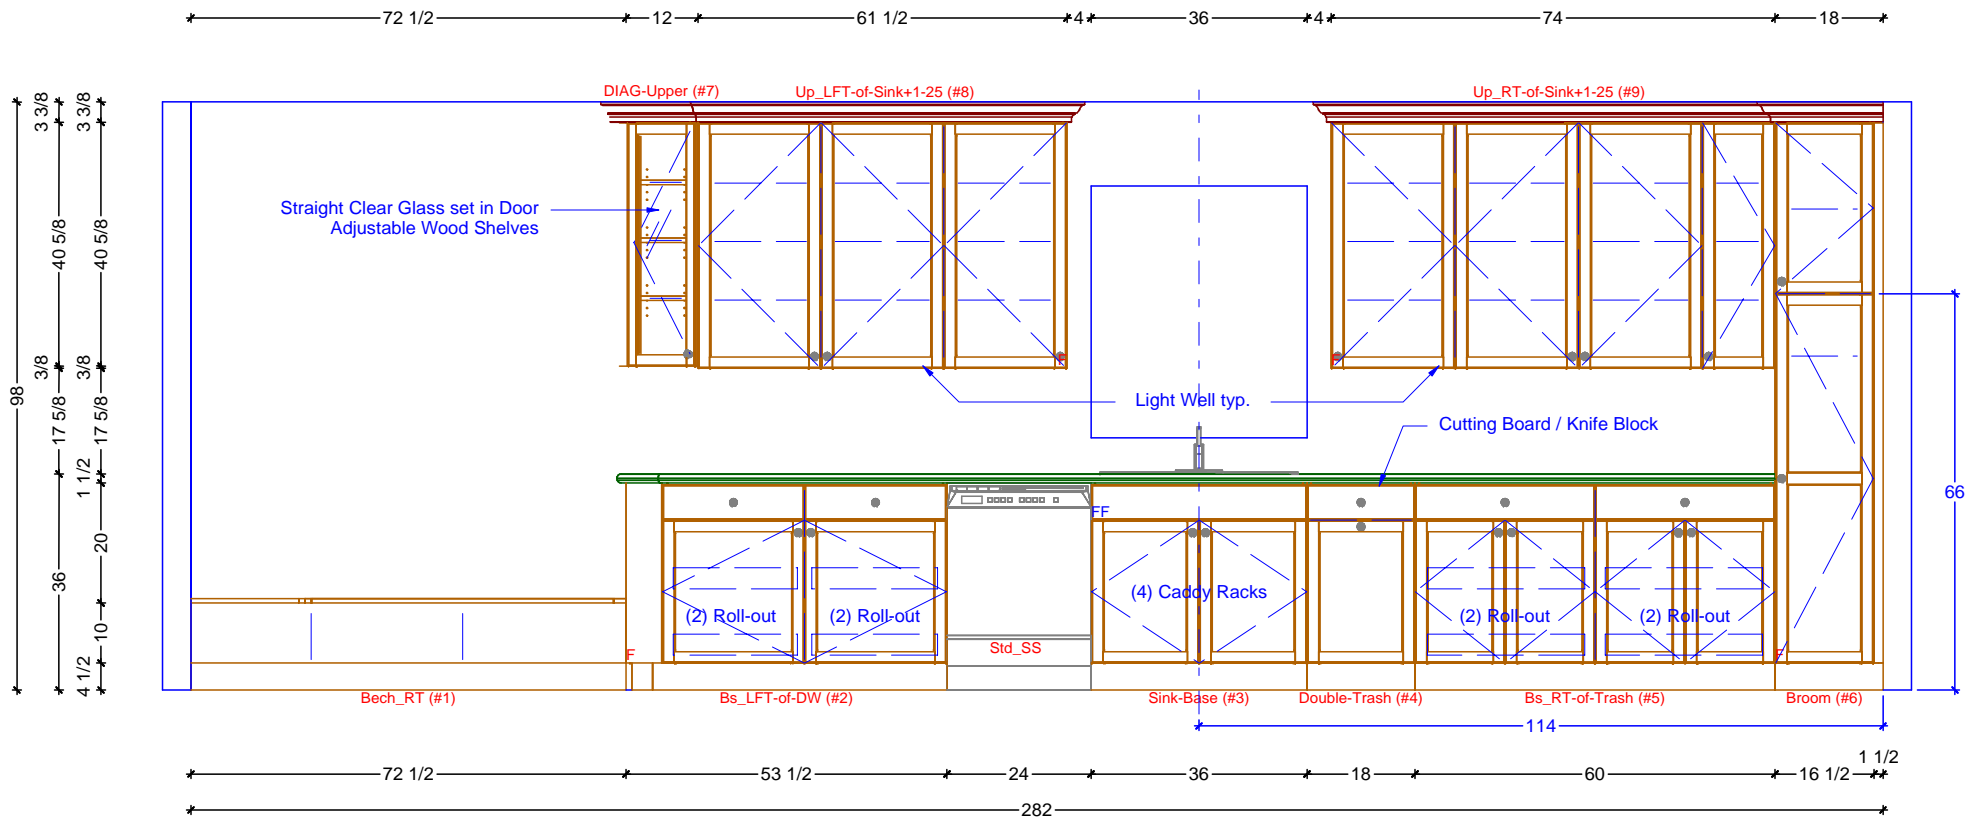 72 1/2 12 61 1/2 4 36 4 74 18
DIAG-Upper (#7) Up_LFT-of-Sink+1-25 (#8) Up_RT-of-Sink+1-25 (#9)
3 3/8 3 3/8
Straight Clear Glass set in Door
Adjustable Wood Shelves
40 5/8 40 5/8
3/8 3/8
F F
98
Light Well typ.
17 5/8 17 5/8
Cutting Board / Knife Block
1 1/2
66
FF
20
36
(4) Caddy Racks
(2) Roll-out (2) Roll-out (2) Roll-out (2) Roll-out
10
Std_SS
F F
4 1/2
Bech_RT (#1) Bs_LFT-of-DW (#2) Sink-Base (#3) Double-Trash (#4) Bs_RT-of-Trash (#5) Broom (#6)
114
1 1/2
72 1/2 53 1/2 24 36 18 60 16 1/2
282